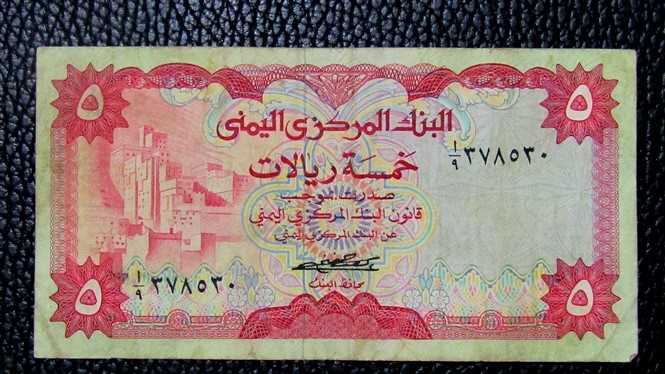 ٥ ٥
البنك المركزي اليمني
١/٩ ٣٧٨٥٣٠
خمسة ريالات
صدرت بموجب
قانون البنك المركزي اليمني
عن البنك المركزي اليمني
١/٩ ٣٧٨٥٣٠
محافظ البنك
٥ ٥